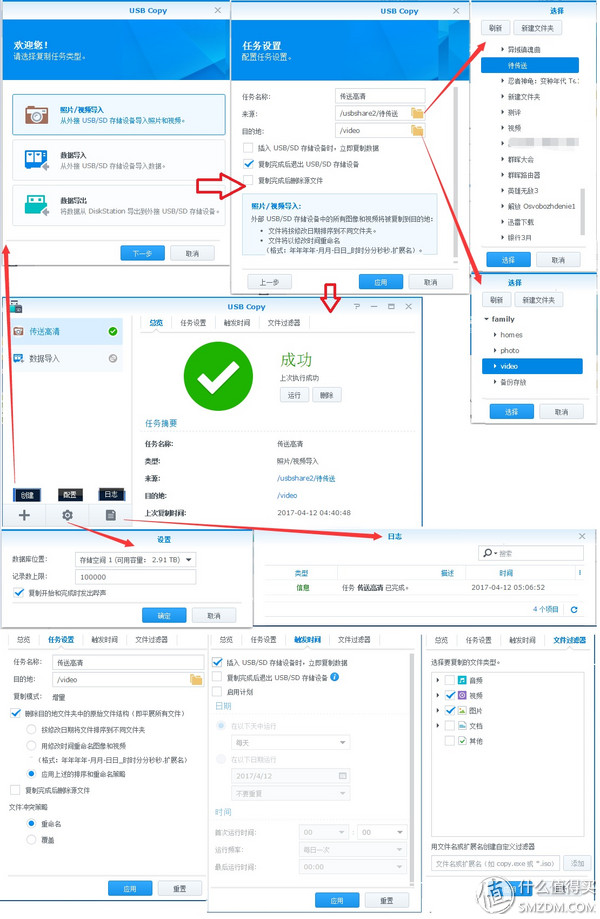 USB Copy
欢迎您!
请选择复制任务类型。
照片/视频导入
从外接 USB/SD 存储设备导入照片和视频。
数据导入
从外接 USB/SD 存储设备导入数据。
数据导出
将数据从 DiskStation 导出到外接 USB/SD 存储设备。
下一步
取消
USB Copy
任务设置
配置任务设置。
任务名称:
传送高清
来源:
/usbshare2/待传送
目的地:
/video
插入 USB/SD 存储设备时，立即复制数据
复制完成后退出 USB/SD 存储设备
复制完成后删除源文件
照片/视频导入:
外部 USB/SD 存储设备中的所有图像和视频将被复制到目的地:
• 文件将按修改日期排序到不同文件夹。
• 文件将以修改时间重命名
(格式: 年年年年-月月-日日_时时分分秒秒.扩展名)。
上一步
应用
取消
选择
刷新
新建文件夹
异域镇魂曲
待传送
忍者神龟：变种年代 T4.
新建文件夹
测评
视频
群晖大会
群晖路由器
英雄无敌3
解放 Osvobozhdenie1
迅雷下载
银行3月
选择
取消
选择
刷新
新建文件夹
family
homes
photo
video
备份存放
选择
取消
USB Copy
传送高清
数据导入
创建
配置
日志
总览
任务设置
触发时间
文件过滤器
成功
上次执行成功
运行
删除
任务摘要
任务名称:
传送高清
类型:
照片/视频导入
来源:
/usbshare2/待传送
目的地:
/video
上次复制时间:
2017-04-12 04:40:48
设置
数据库位置:
存储空间 1 (可用容量： 2.91 TB)
记录数上限:
100000
复制开始和完成时发出哔声
确定
取消
日志
搜索
类型
描述
时间
信息
任务 传送高清 已完成。
2017-04-12 05:06:52
4 个项目
总览
任务设置
触发时间
文件过滤器
任务名称:
传送高清
目的地:
/video
复制模式:
增量
删除目的地文件夹中的原始文件结构 (即平展所有文件)
按修改日期将文件排序到不同文件夹
用修改时间重命名图像和视频
(格式: 年年年年-月月-日日_时时分分秒秒.扩展名)
应用上述的排序和重命名策略
复制完成后删除源文件
文件冲突策略
重命名
覆盖
应用
重置
总览
任务设置
触发时间
文件过滤器
插入 USB/SD 存储设备时，立即复制数据
复制完成后退出 USB/SD 存储设备
启用计划
日期
在以下天中运行
每天
在以下日期运行
2017/4/12
不要重复
时间
首次运行时间:
00
:
00
运行频率:
每日一次
最后运行时间:
00:00
应用
重置
总览
任务设置
触发时间
文件过滤器
选择要复制的文件类型。
音频
视频
图片
文档
其他
用文件名或扩展名创建自定义过滤器
文件名或扩展名 (如 copy.exe 或 *.iso)
添加
值 什么值得买
SMZDM.COM